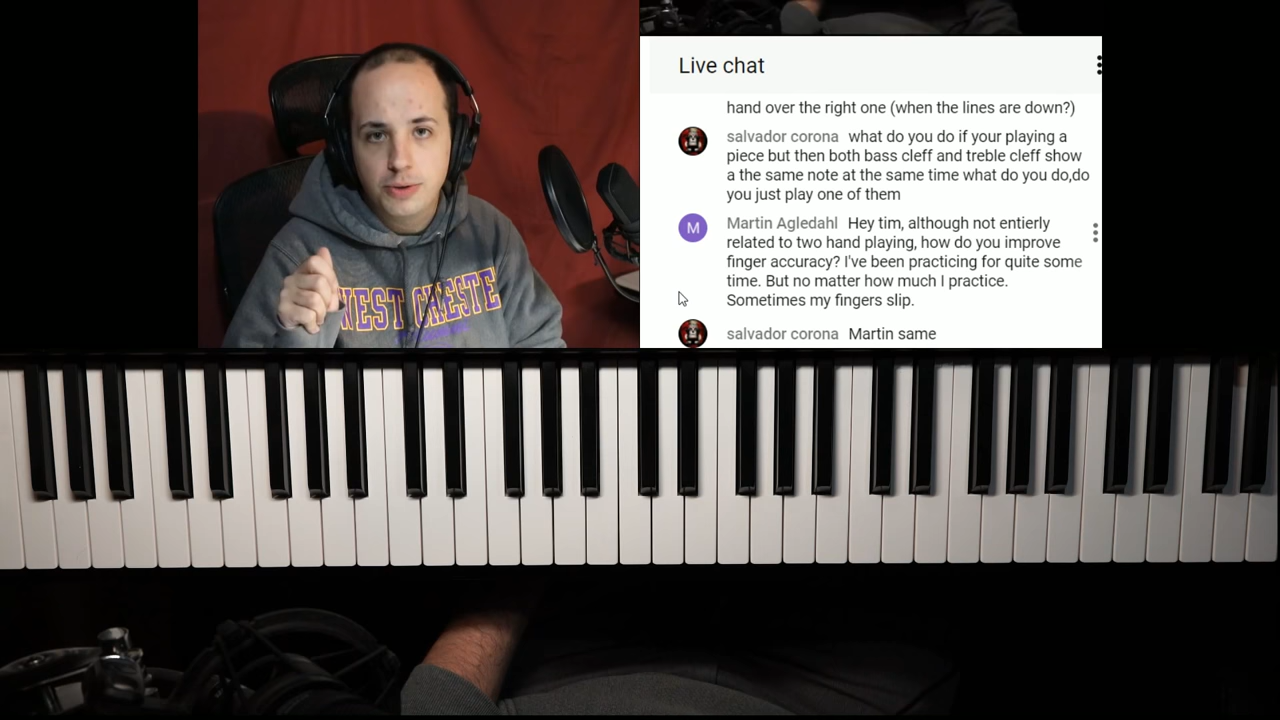 Live chat
hand over the right one (when the lines are down?)
salvador corona what do you do if your playing a
piece but then both bass cleff and treble cleff show
a the same note at the same time what do you do,do
you just play one of them
M
Martin Agledahl Hey tim, although not entierly
related to two hand playing, how do you improve
finger accuracy? I've been practicing for quite some
time. But no matter how much I practice.
Sometimes my fingers slip.
salvador corona Martin same
WEST CHESTE